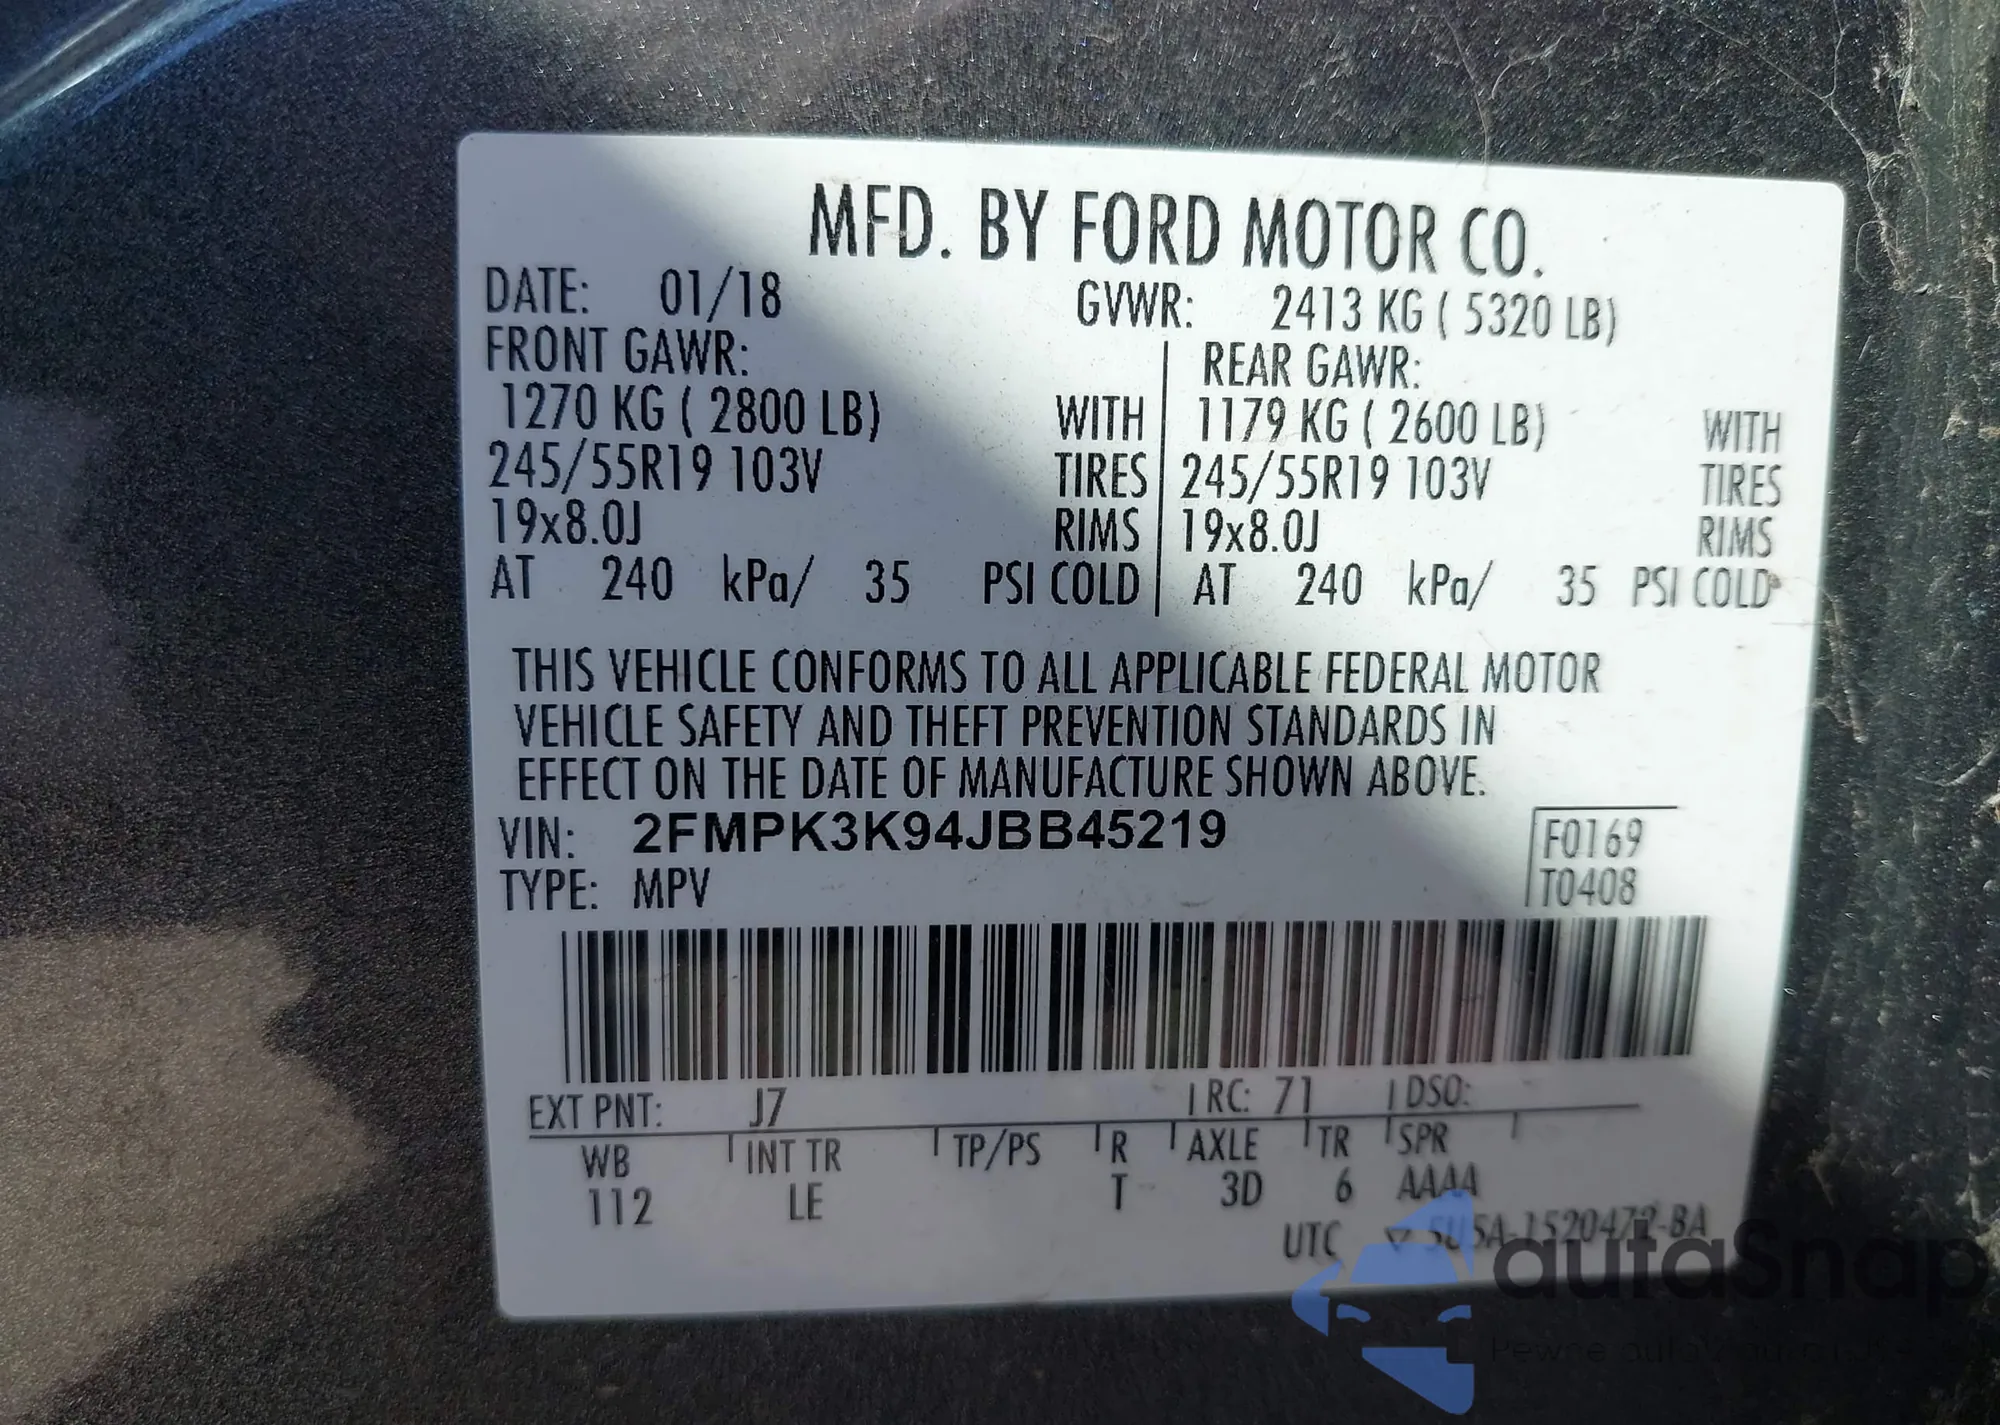 MFD. BY FORD MOTOR CO.
DATE: 01/18 GVWR: 2413 KG ( 5320 LB)
FRONT GAWR: REAR GAWR:
1270 KG ( 2800 LB) WITH 1179 KG ( 2600 LB) WITH
245/55R19 103V TIRES 245/55R19 103V TIRES
19x8.0J RIMS 19x8.0J RIMS
AT 240 kPa/ 35 PSI COLD AT 240 kPa/ 35 PSI COLD
THIS VEHICLE CONFORMS TO ALL APPLICABLE FEDERAL MOTOR
VEHICLE SAFETY AND THEFT PREVENTION STANDARDS IN
EFFECT ON THE DATE OF MANUFACTURE SHOWN ABOVE.
VIN: 2FMPK3K94JBB45219 F0169
TYPE: MPV T0408
EXT PNT: J7 RC: 71 DSO:
WB INT TR TP/PS R AXLE TR SPR
112 LE T 3D 6 AAAA
UTC 5U5A-1520472-BA
autaSnap